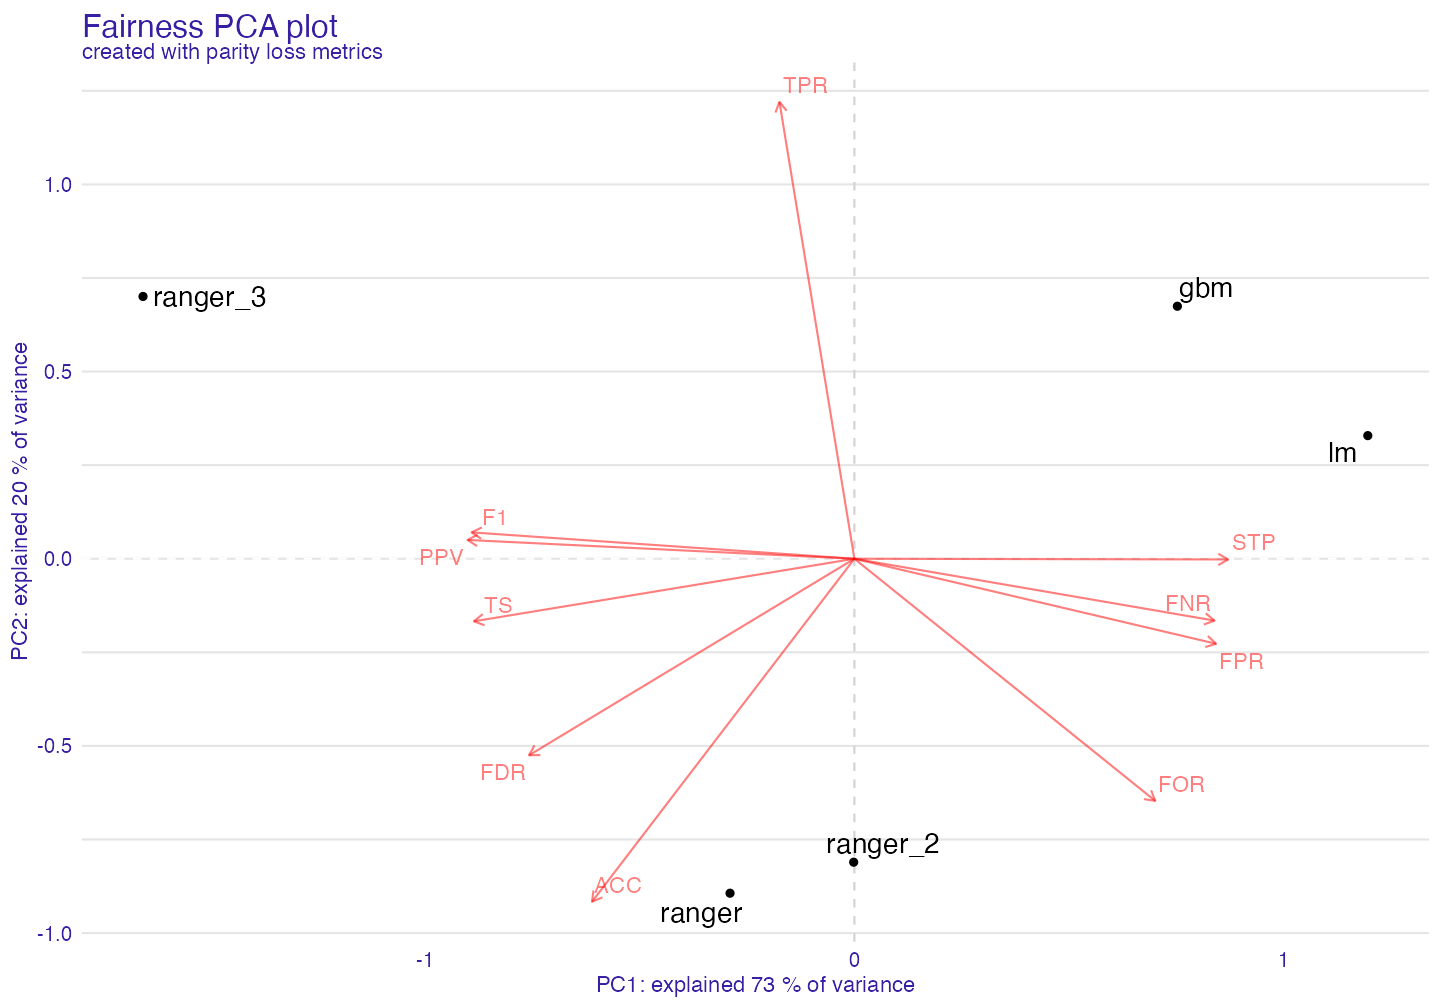 Fairness PCA plot
created with parity loss metrics
TPR
1.0
gbm
ranger_3
0.5
lm
F1
STP
PPV
0.0
TS
FNR
FPR
-0.5
FDR
FOR
ranger_2
ACC
ranger
-1.0
-1
0
1
PC1: explained 73 % of variance
PC2: explained 20 % of variance